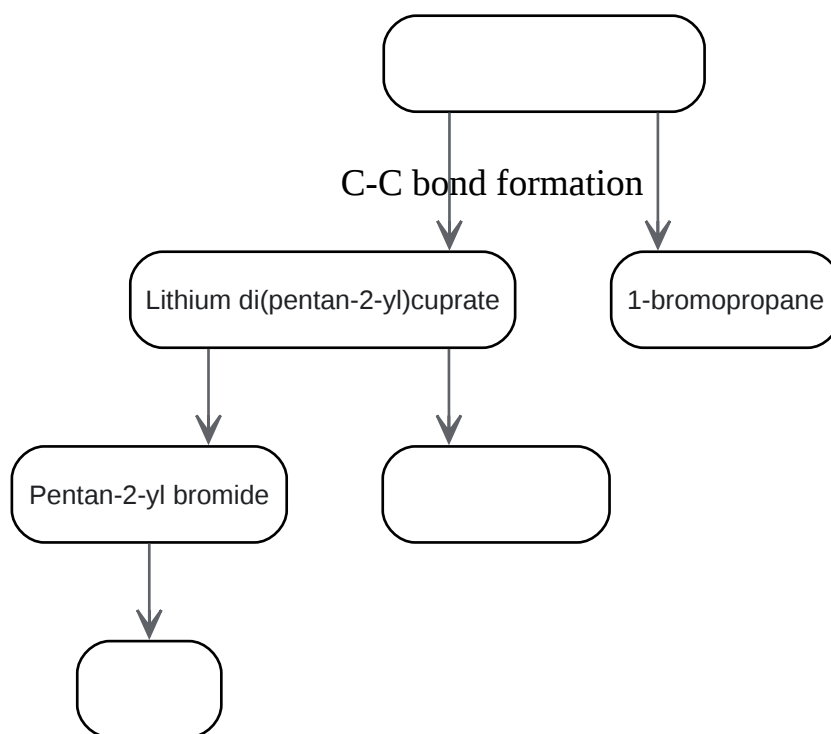 C-C bond formation
Lithium di(pentan-2-yl)cuprate
1-bromopropane
Pentan-2-yl bromide